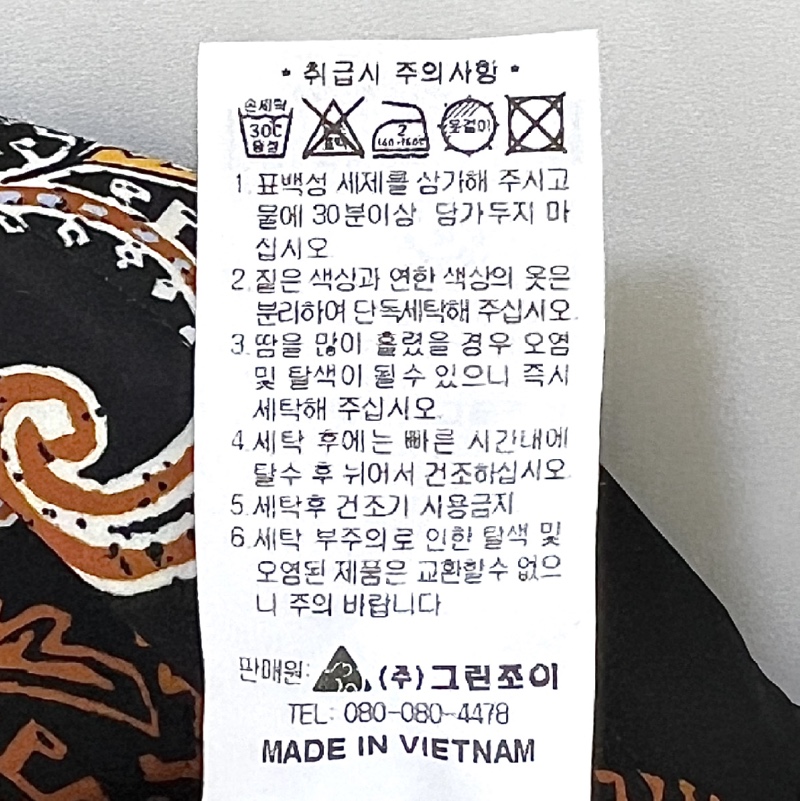 * 취급시 주의사항 *
손세탁 30C 중성 표백 2 140-160℃ 옷걸이
1. 표백성 세제를 삼가해 주시고
물에 30분이상 담가두지 마
십시오.
2. 짙은 색상과 연한 색상의 옷은
분리하여 단독세탁해 주십시오.
3. 땀을 많이 흘렸을 경우 오염
및 탈색이 될수 있으니 즉시
세탁해 주십시오.
4. 세탁 후에는 빠른 시간내에
탈수 후 뉘어서 건조하십시오.
5. 세탁후 건조기 사용금지
6. 세탁 부주의로 인한 탈색 및
오염된 제품은 교환할수 없으
니 주의 바랍니다
판매원: (주)그린조이
TEL: 080-080-4478
MADE IN VIETNAM